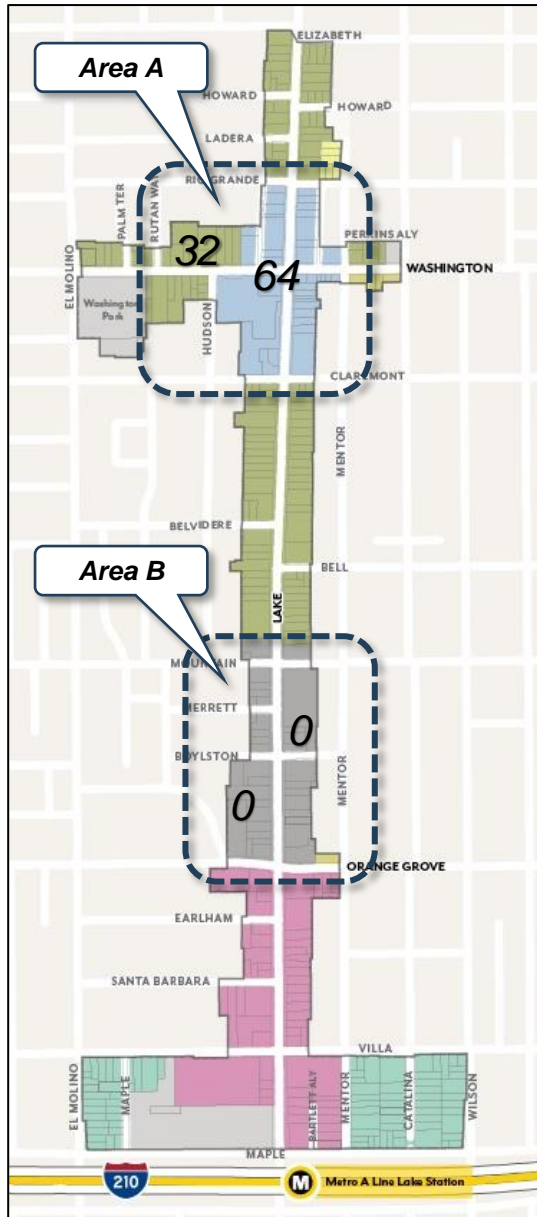 ELIZABETH
Area A
HOWARD
HOWARD
LADERA
RIO GRANDE
PALM TER
RUTAN WAY
PERKINS ALY
32
64
EL MOLINO
WASHINGTON
Washington
Park
HUDSON
CLAREMONT
MENTOR
BELVIDERE
Area B
BELL
LAKE
MOUNTAIN
MERRETT
0
BOYLSTON
MENTOR
0
ORANGE GROVE
EARLHAM
SANTA BARBARA
VILLA
EL MOLINO
MAPLE
BARTLETT ALY
MENTOR
CATALINA
WILSON
MAPLE
210
M
Metro A Line Lake Station